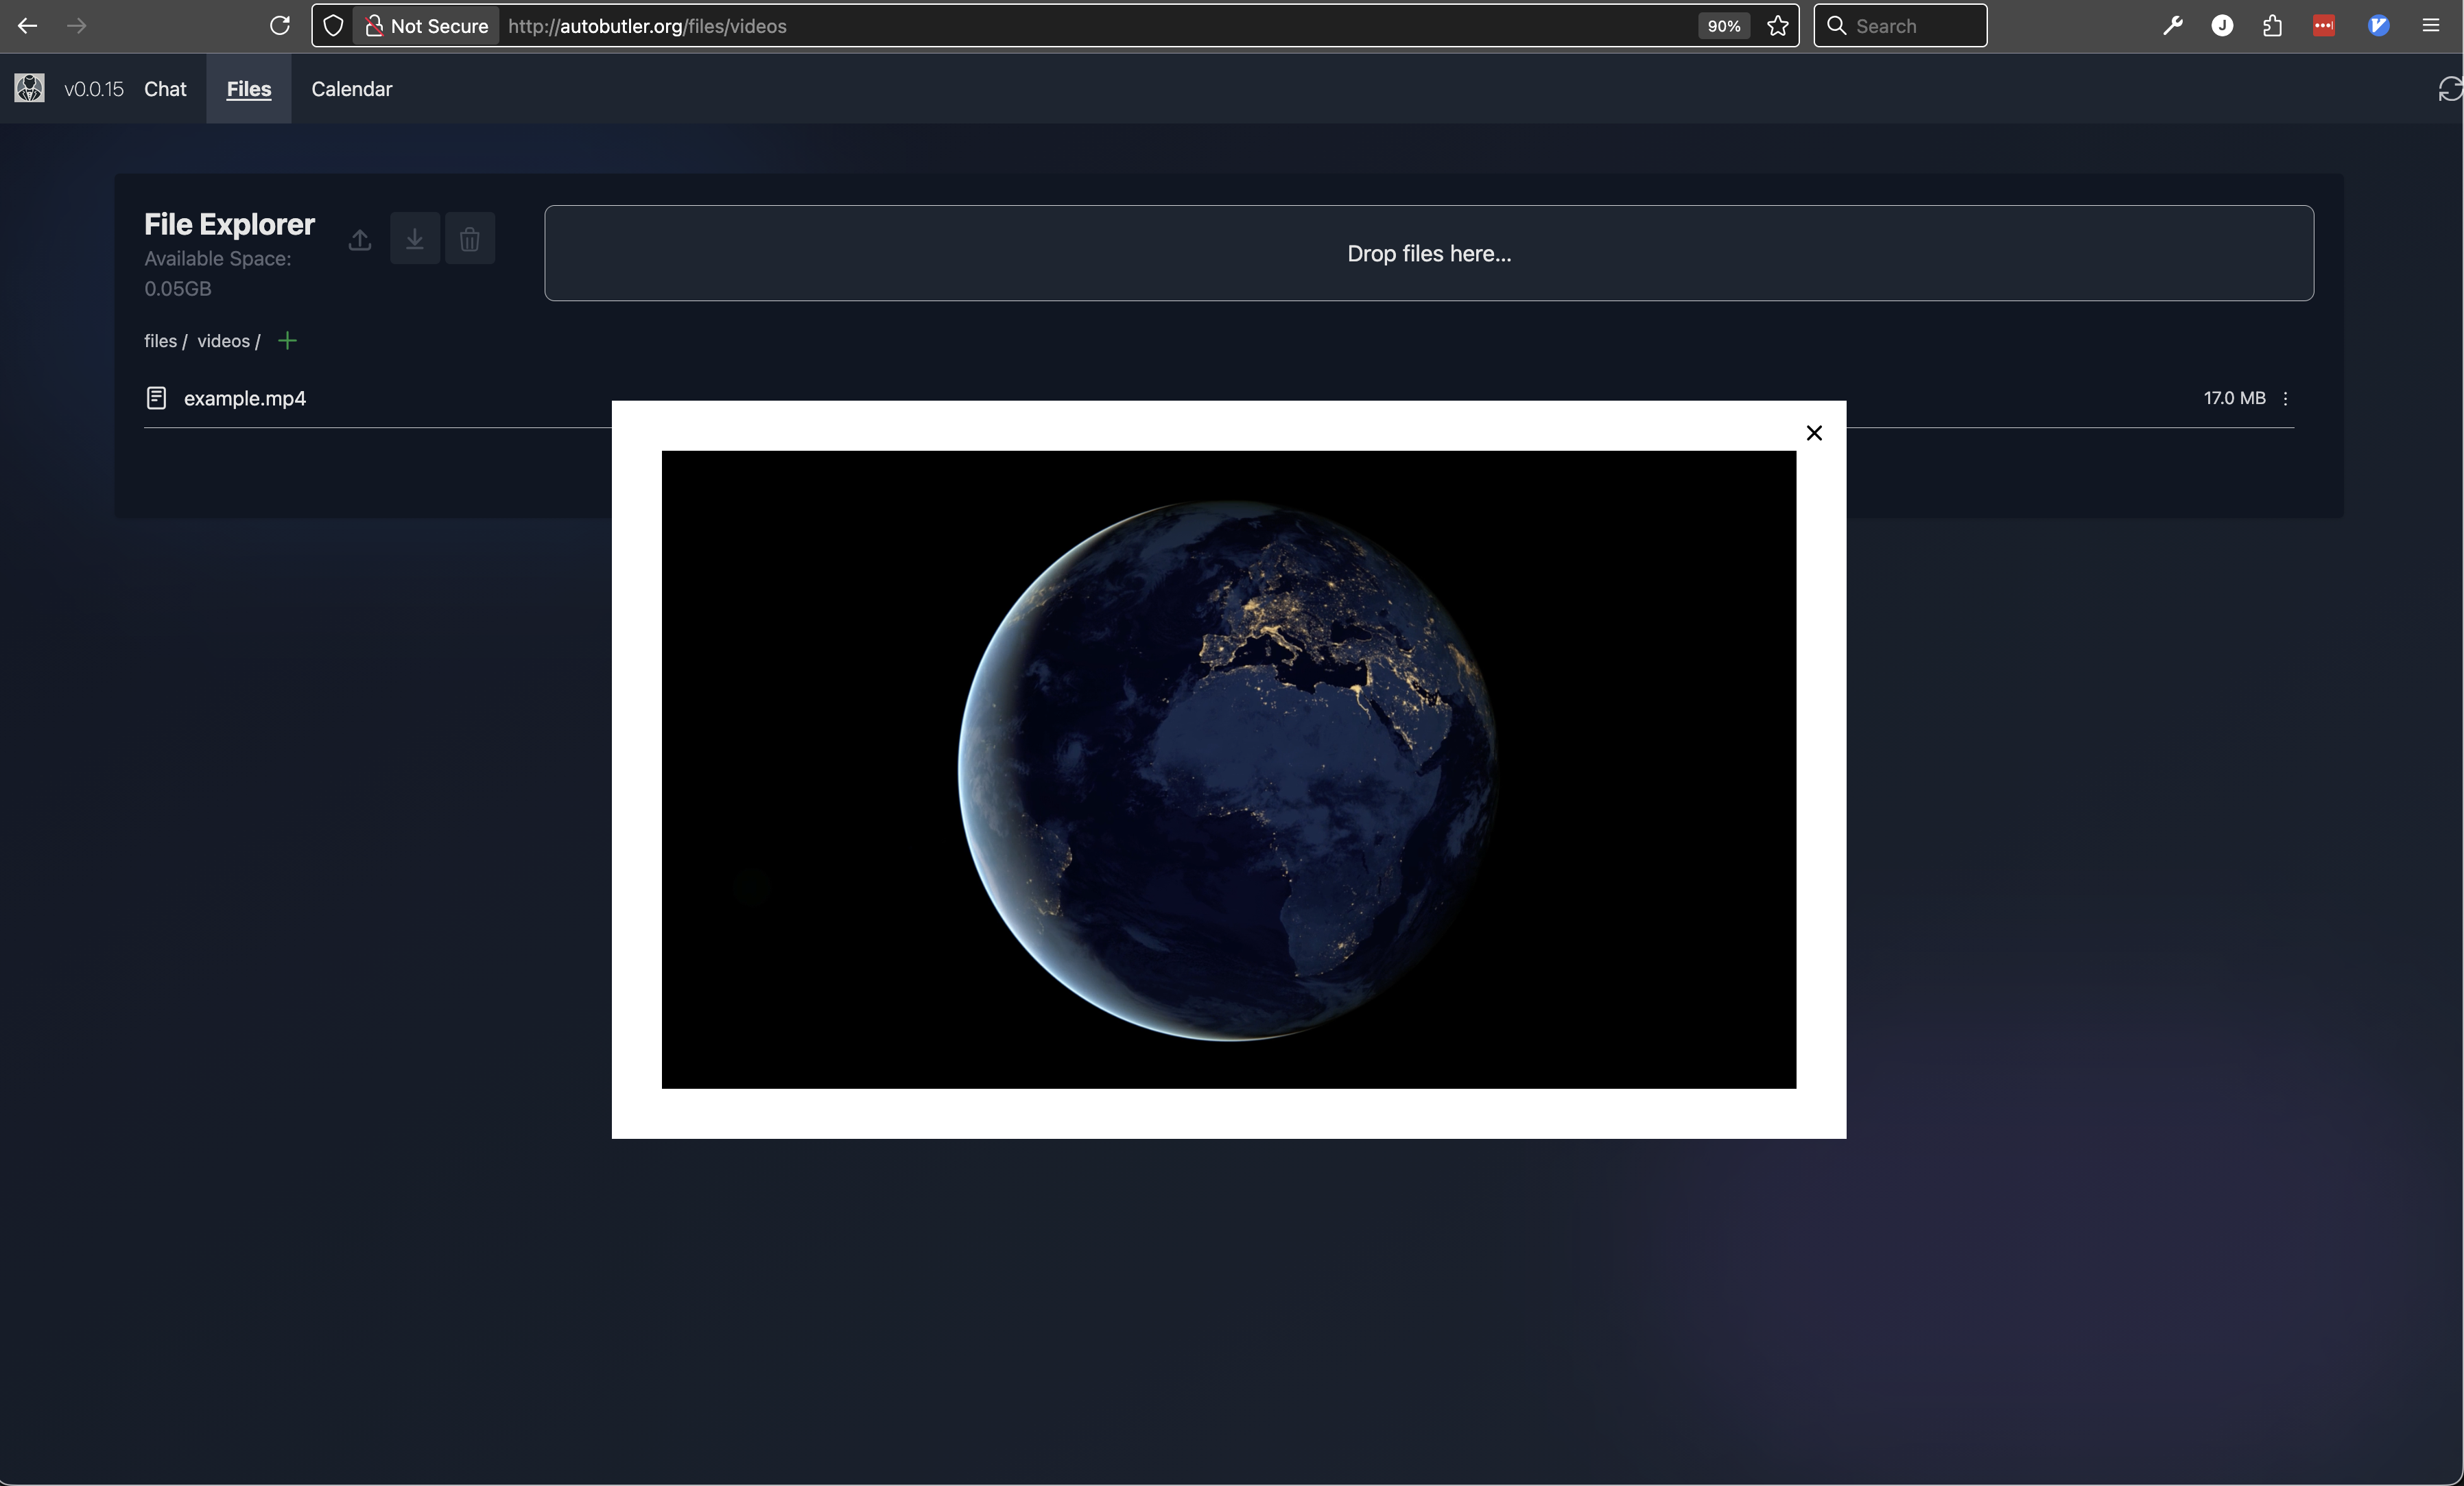 Not Secure http://autobutler.org/files/videos 90% Search J
v0.0.15 Chat Files Calendar
File Explorer
Available Space:
0.05GB
Drop files here...
files / videos /
example.mp4 17.0 MB